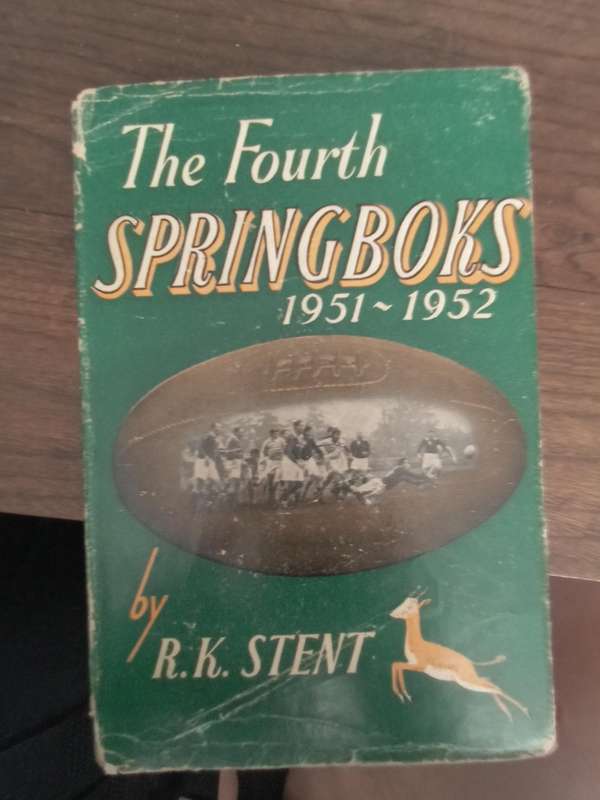 The Fourth
SPRINGBOKS
1951~1952
by
R.K. STENT